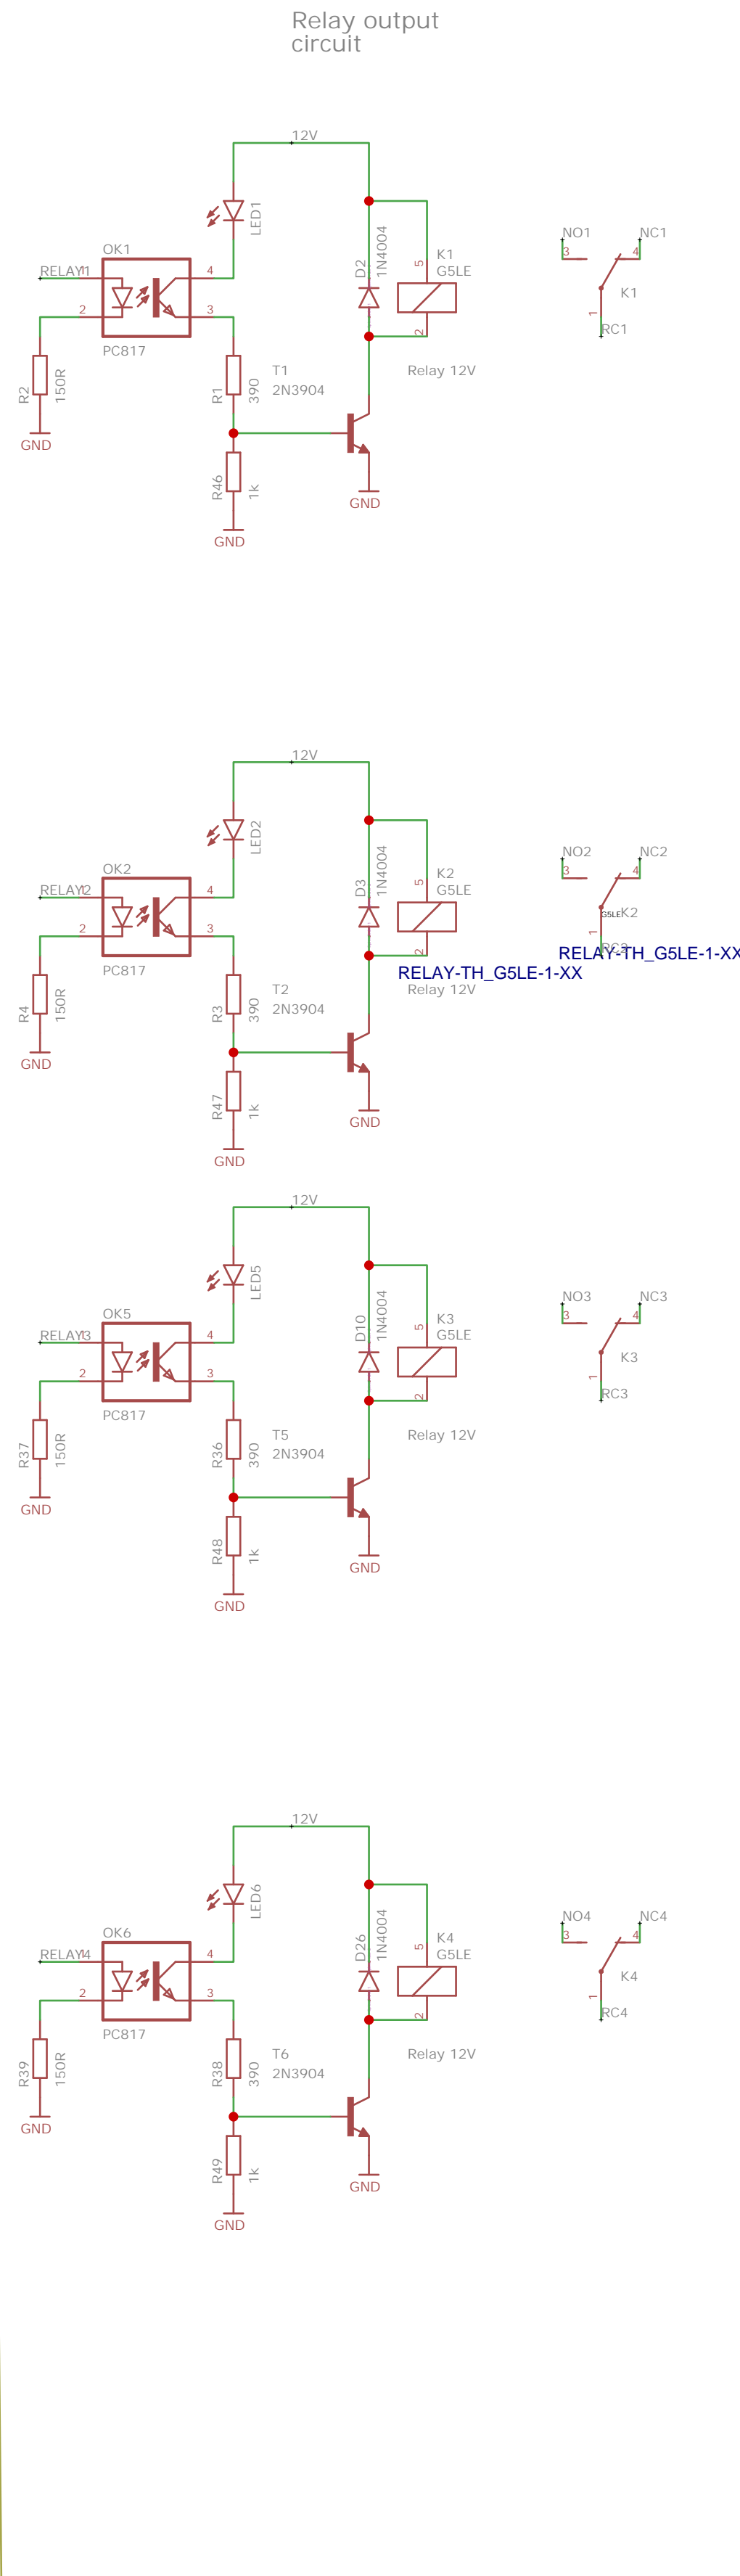 Relay output
circuit
12V
LED1
OK1
RELAY1
1
4
2
3
PC817
R2
150R
GND
R1
390
T1
2N3904
R46
1k
GND
GND
D2
1N4004
K1
G5LE
5
2
Relay 12V
NO1
NC1
3
4
K1
1
RC1
12V
LED2
OK2
RELAY2
1
4
2
3
PC817
R4
150R
GND
R3
390
T2
2N3904
R47
1k
GND
GND
D3
1N4004
K2
G5LE
5
2
RELAY-TH_G5LE-1-XX
Relay 12V
NO2
NC2
3
4
G5LE
K2
1
RC2
RELAY-TH_G5LE-1-XX
12V
LED5
OK5
RELAY3
1
4
2
3
PC817
R37
150R
GND
R36
390
T5
2N3904
R48
1k
GND
GND
D10
1N4004
K3
G5LE
5
2
Relay 12V
NO3
NC3
3
4
K3
1
RC3
12V
LED6
OK6
RELAY4
1
4
2
3
PC817
R39
150R
GND
R38
390
T6
2N3904
R49
1k
GND
GND
D26
1N4004
K4
G5LE
5
2
Relay 12V
NO4
NC4
3
4
K4
1
RC4